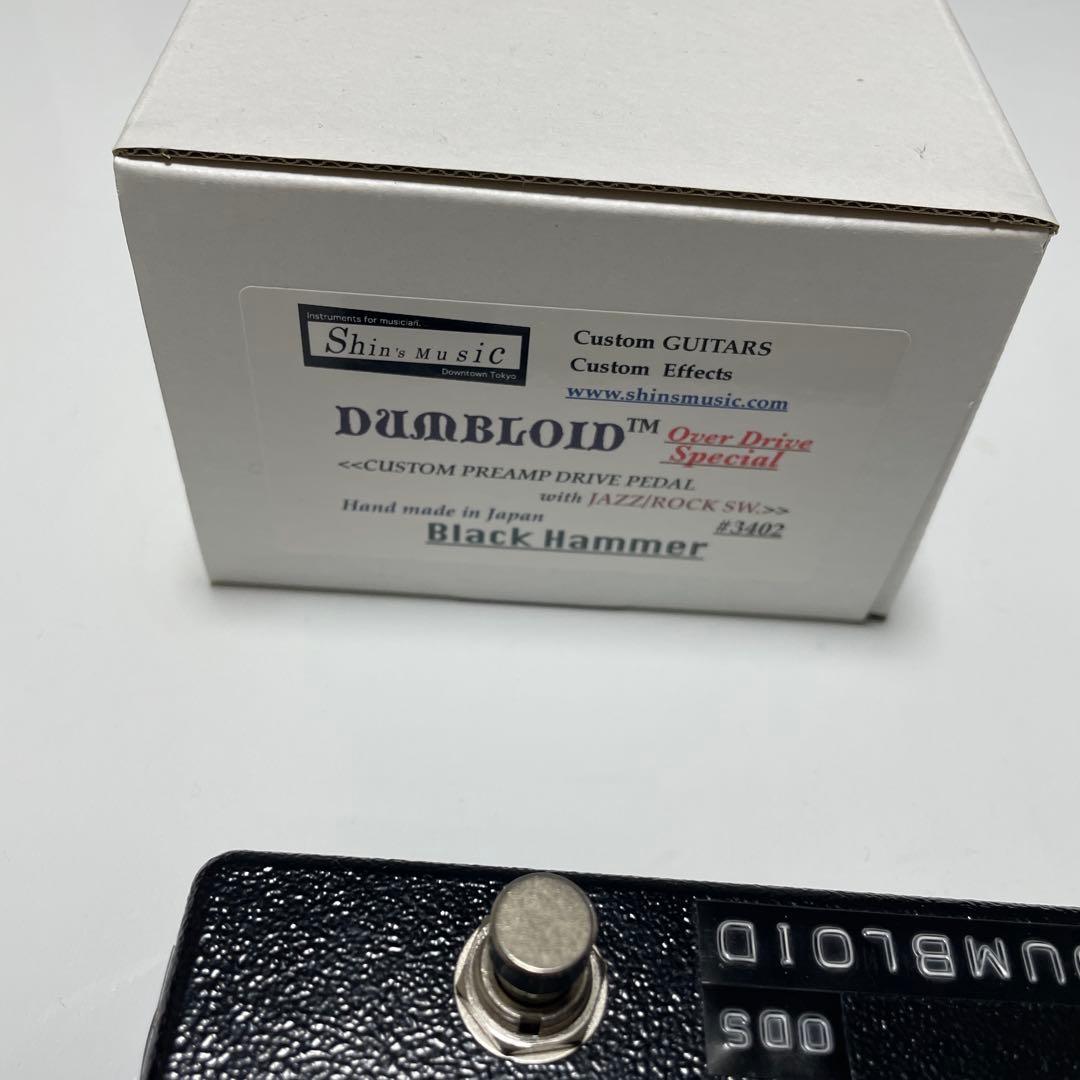 Instruments for musician.
Shin's Music
Downtown Tokyo
Custom GUITARS
Custom Effects
www.shinsmusic.com
DUMBLOID™ Over Drive
Special
<<CUSTOM PREAMP DRIVE PEDAL
with JAZZ/ROCK SW.>>
Hand made in Japan #3402
Black Hammer
DUMBLOID
ODS